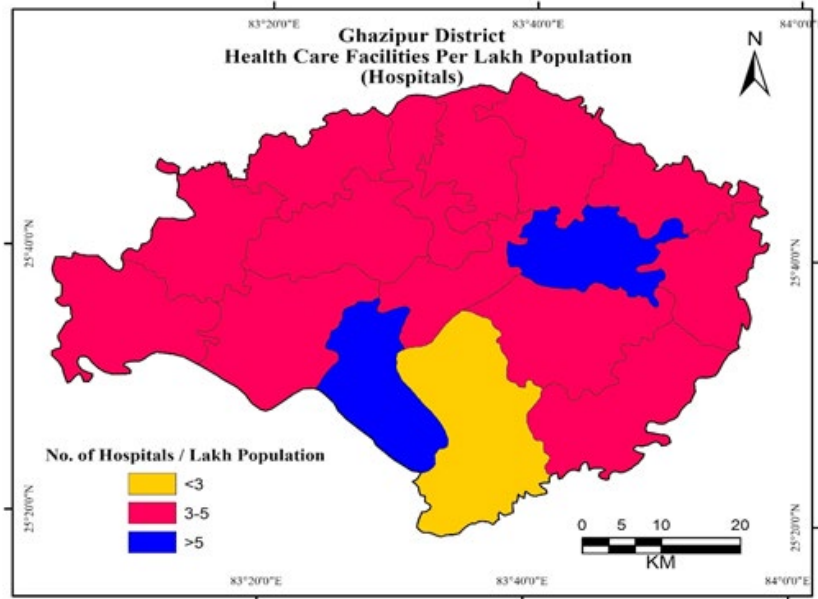 83°20'0"E 83°40'0"E 84°0'0"
Ghazipur District
Health Care Facilities Per Lakh Population
(Hospitals)
N
25°40'0"N 25°40'0"N
No. of Hospitals / Lakh Population
<3
3-5
>5
25°20'0"N 25°20'0"N
0 5 10 20
KM
83°20'0"E 83°40'0"E 84°0'0"E